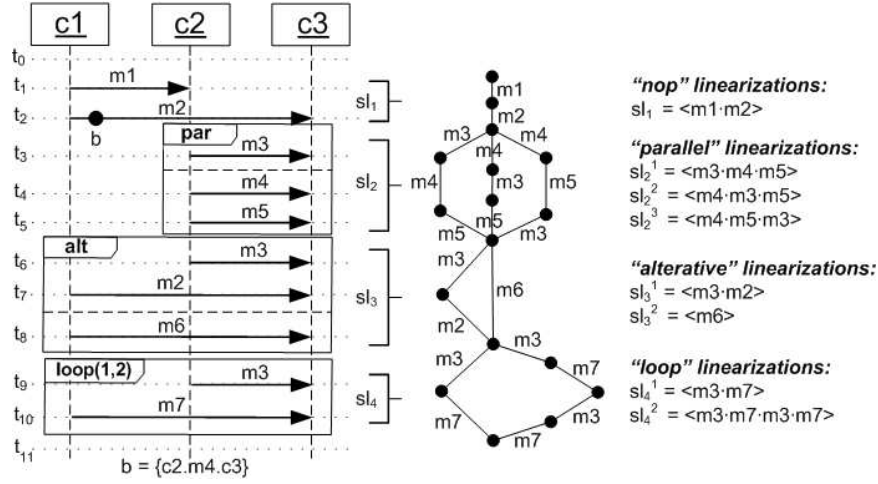 c1 c2 c3
t0
t1 m1
t2 m2
b
sl1
par
t3 m3
t4 m4
t5 m5
sl2
alt
t6 m3
t7 m2
t8 m6
sl3
loop(1,2)
t9 m3
t10 m7
sl4
t11
b = {c2.m4.c3}
m1
m2
m3 m4 m4
m4 m3 m5
m5 m5 m3
m3
m6
m2
m3 m3
m7
m7 m3
m7
“nop” linearizations:
sl1 = <m1·m2>
“parallel” linearizations:
sl2^1 = <m3·m4·m5>
sl2^2 = <m4·m3·m5>
sl2^3 = <m4·m5·m3>
“alterative” linearizations:
sl3^1 = <m3·m2>
sl3^2 = <m6>
“loop” linearizations:
sl4^1 = <m3·m7>
sl4^2 = <m3·m7·m3·m7>